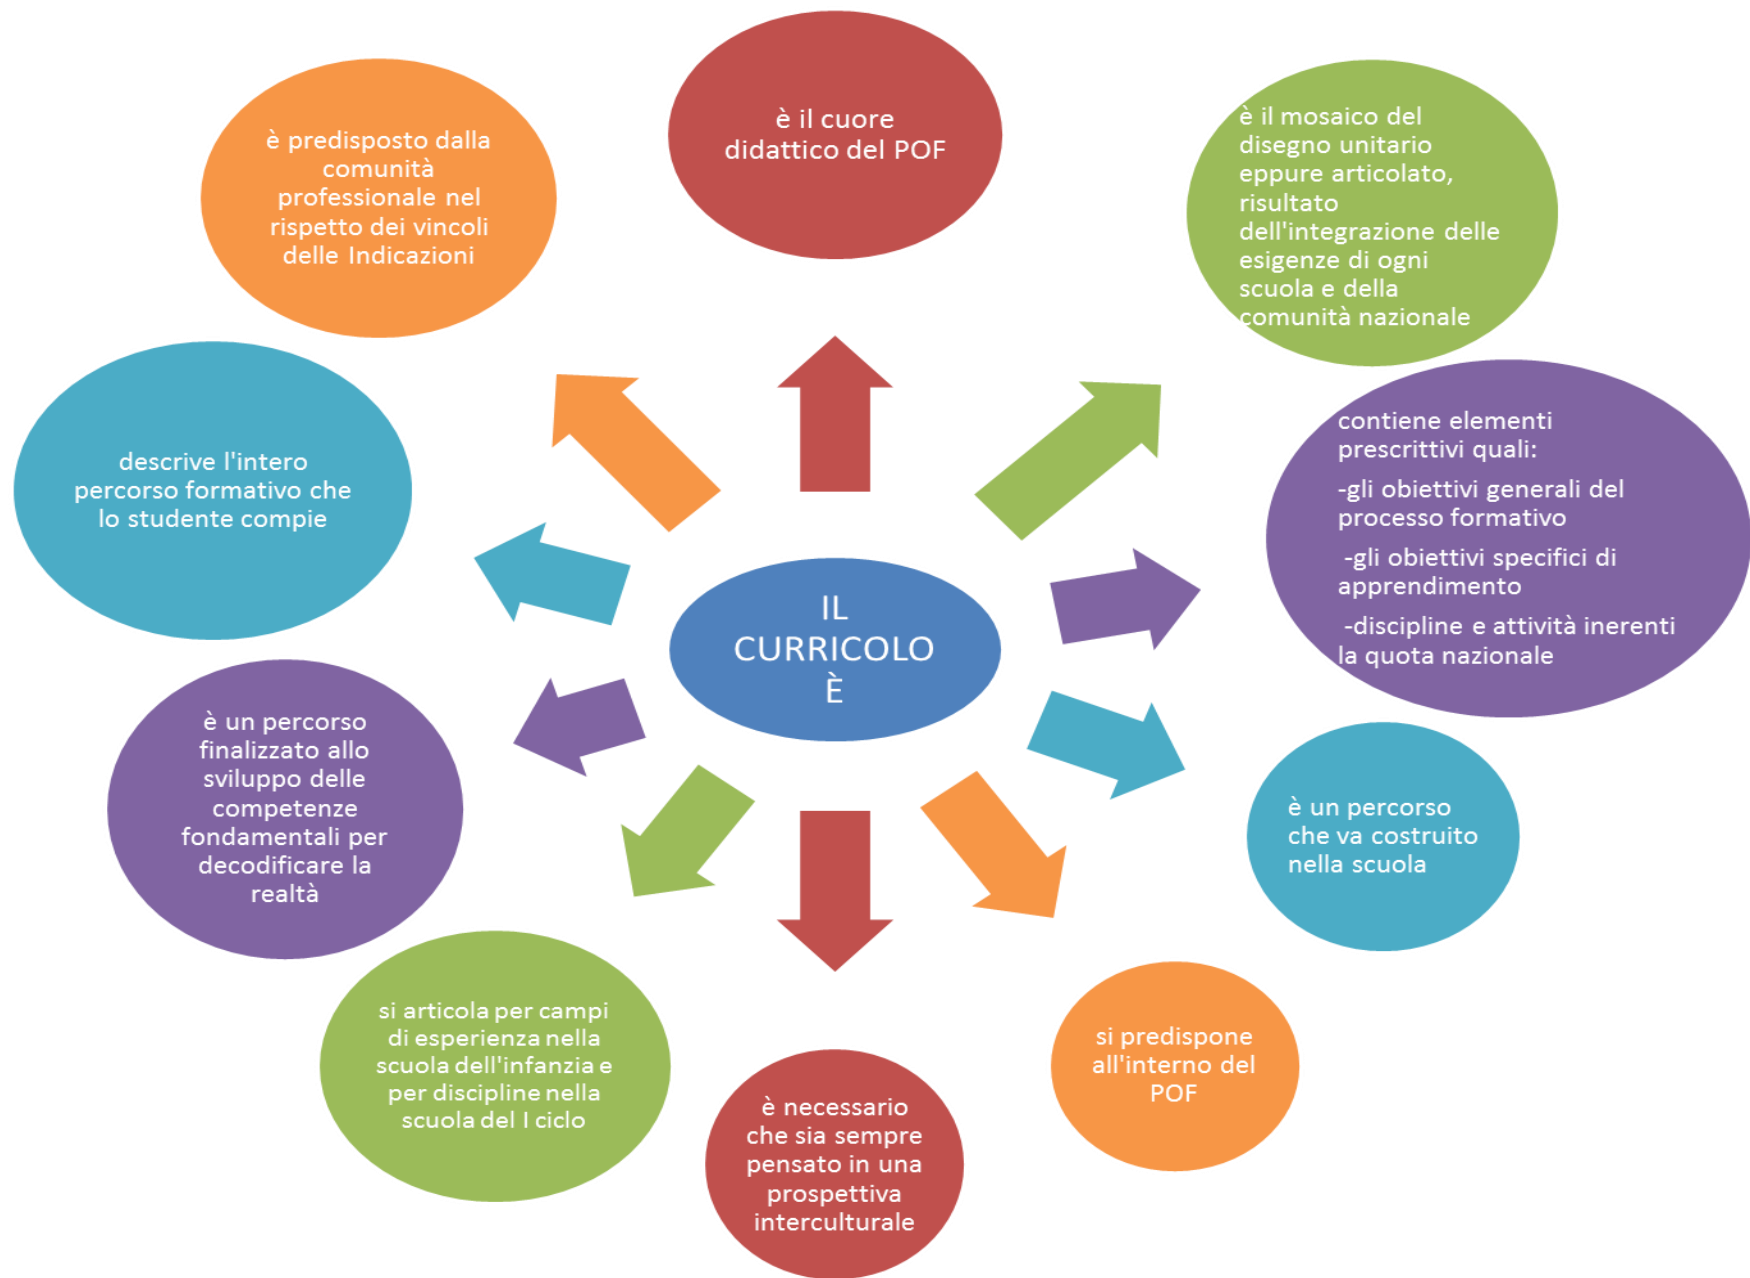 è il cuore
didattico del POF
è il mosaico del
disegno unitario
eppure articolato,
risultato
dell'integrazione delle
esigenze di ogni
scuola e della
comunità nazionale
contiene elementi
prescrittivi quali:
-gli obiettivi generali del
processo formativo
-gli obiettivi specifici di
apprendimento
-discipline e attività inerenti
la quota nazionale
è un percorso
che va costruito
nella scuola
si predispone
all'interno del
POF
è necessario
che sia sempre
pensato in una
prospettiva
interculturale
si articola per campi
di esperienza nella
scuola dell'infanzia e
per discipline nella
scuola del I ciclo
è un percorso
finalizzato allo
sviluppo delle
competenze
fondamentali per
decodificare la
realtà
descrive l'intero
percorso formativo che
lo studente compie
è predisposto dalla
comunità
professionale nel
rispetto dei vincoli
delle Indicazioni
IL
CURRICOLO
È